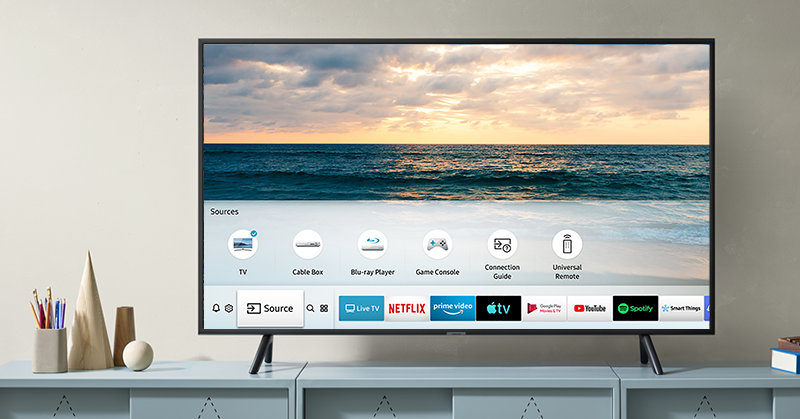 Sources
TV
Cable Box
Blu-ray Player
Game Console
Connection
Guide
Universal
Remote
Source
Live TV
NETFLIX
prime video
tv
Google Play
Movies & TV
YouTube
Spotify
Smart Things